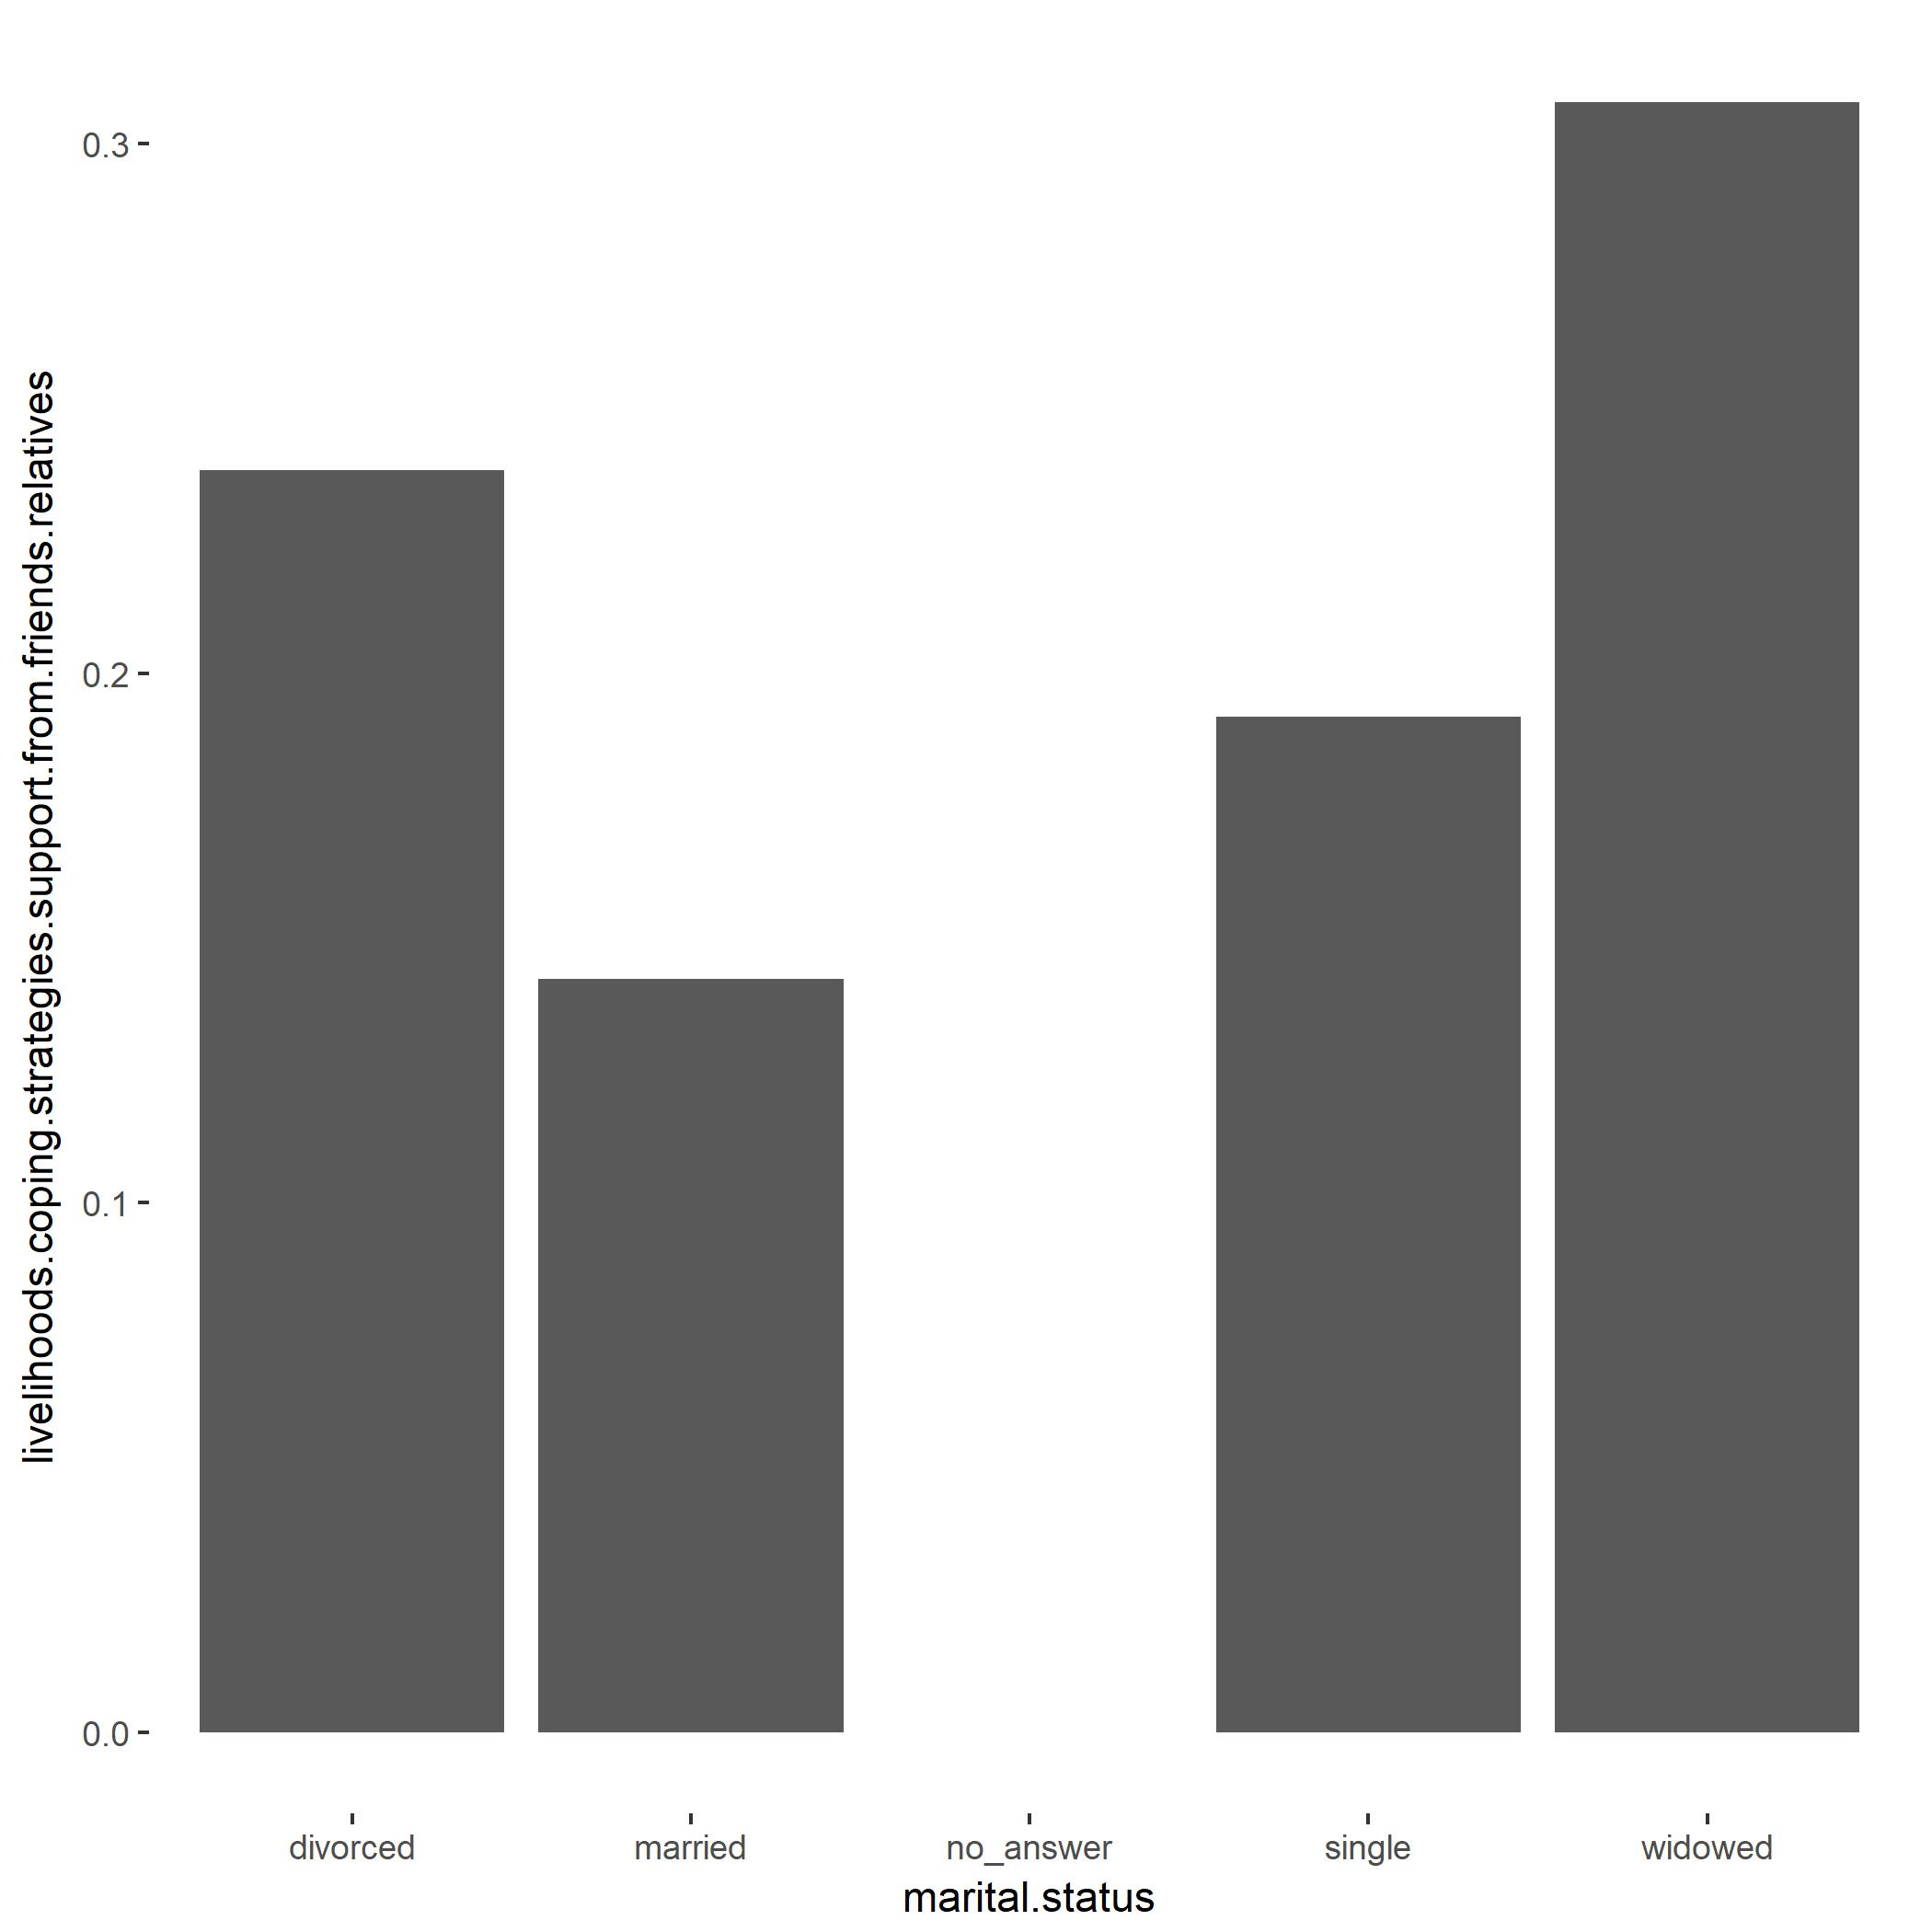 livelihoods.coping.strategies.support.from.friends.relatives
0.3
0.2
0.1
0.0
divorced
married
no_answer
single
widowed
marital.status